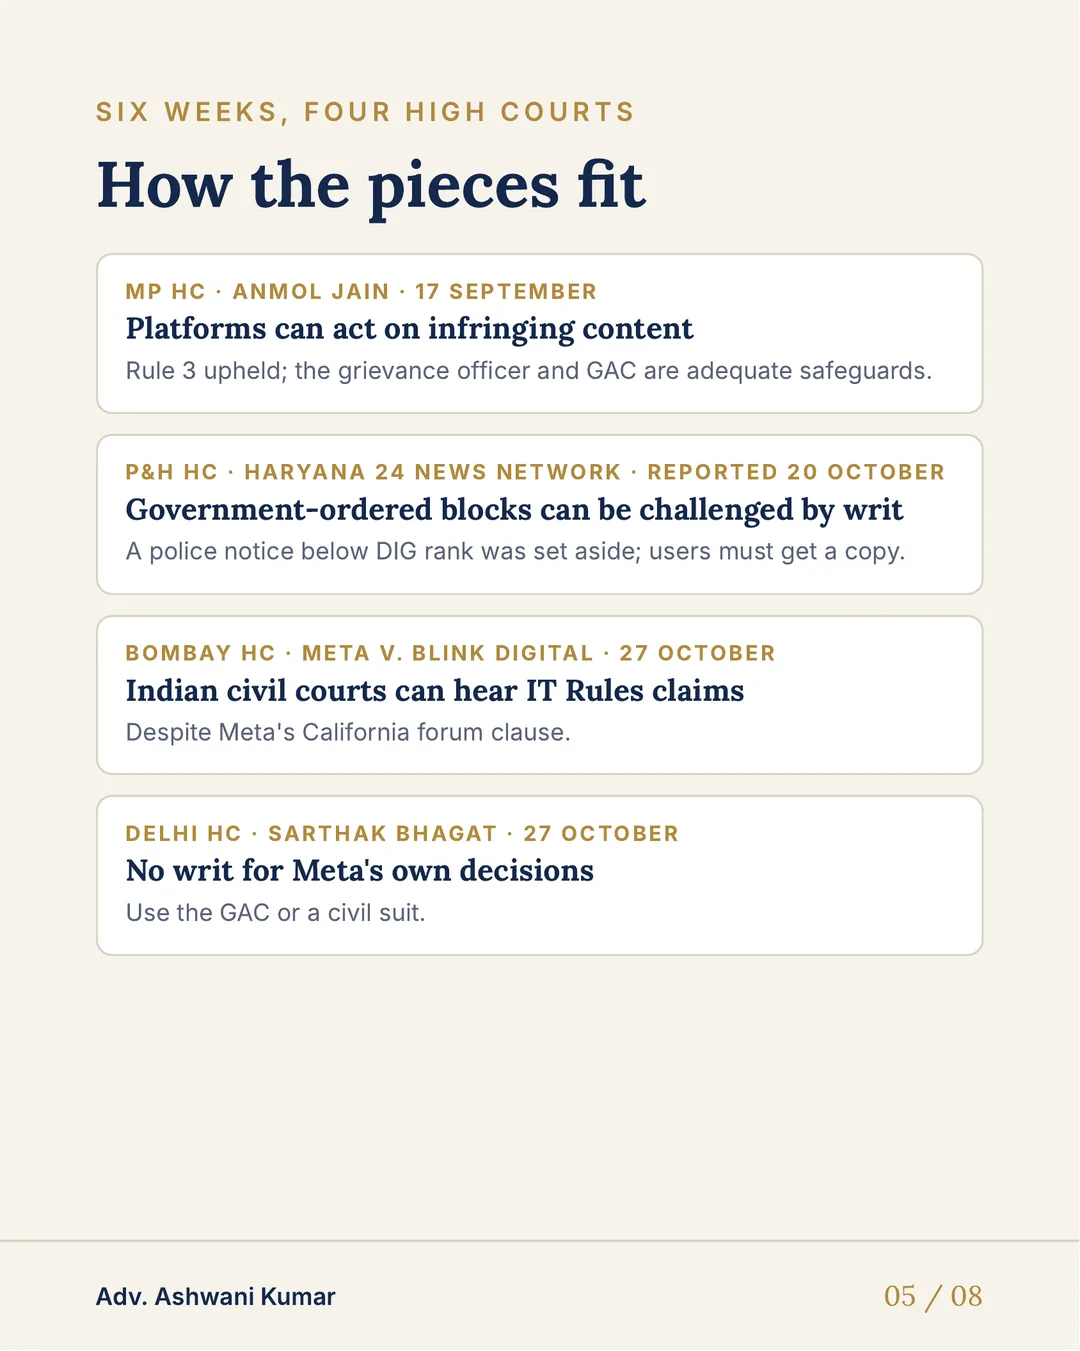 SIX WEEKS, FOUR HIGH COURTS
How the pieces fit
MP HC · ANMOL JAIN · 17 SEPTEMBER
Platforms can act on infringing content
Rule 3 upheld; the grievance officer and GAC are adequate safeguards.
P&H HC · HARYANA 24 NEWS NETWORK · REPORTED 20 OCTOBER
Government-ordered blocks can be challenged by writ
A police notice below DIG rank was set aside; users must get a copy.
BOMBAY HC · META V. BLINK DIGITAL · 27 OCTOBER
Indian civil courts can hear IT Rules claims
Despite Meta's California forum clause.
DELHI HC · SARTHAK BHAGAT · 27 OCTOBER
No writ for Meta's own decisions
Use the GAC or a civil suit.
Adv. Ashwani Kumar
05 / 08